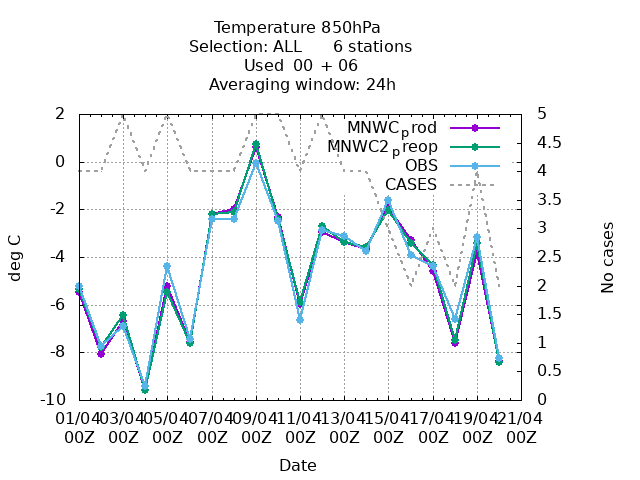 Temperature 850hPa
Selection: ALL 6 stations
Used 00 + 06
Averaging window: 24h
MNWCprod
MNWC2preop
OBS
CASES
deg C
No cases
2
0
-2
-4
-6
-8
-10
5
4.5
4
3.5
3
2.5
2
1.5
1
0.5
0
01/04 03/04 05/04 07/04 09/04 11/04 13/04 15/04 17/04 19/04 21/04
00Z 00Z 00Z 00Z 00Z 00Z 00Z 00Z 00Z 00Z 00Z
Date